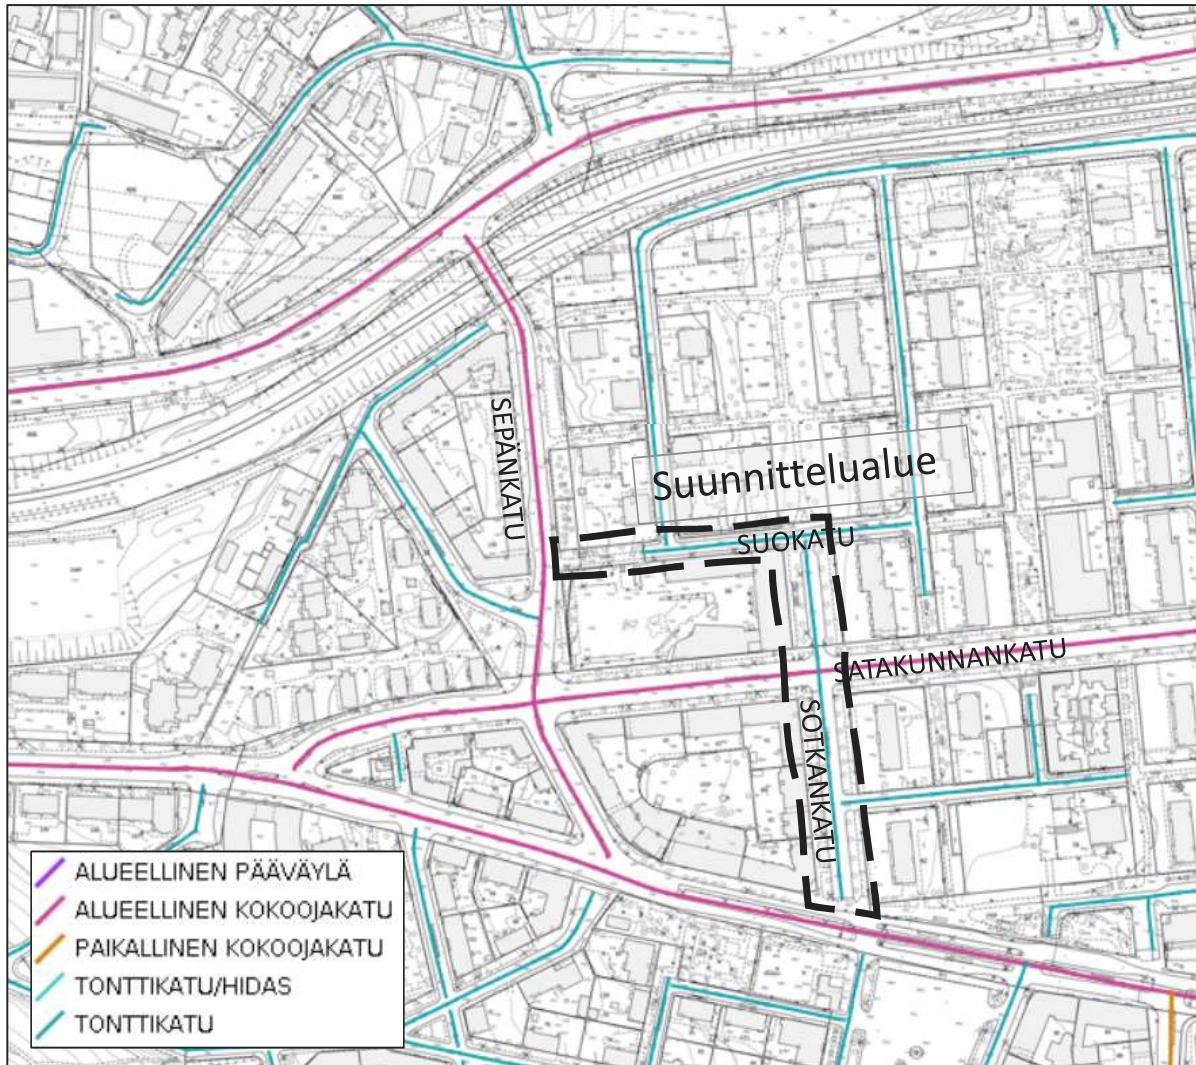 SEPÄNKATU
Suunnittelualue
SUOKATU
SATAKUNNANKATU
SOTKANKATU
ALUEELLINEN PÄÄVÄYLÄ
ALUEELLINEN KOKOOJAKATU
PAIKALLINEN KOKOOJAKATU
TONTTIKATU/HIDAS
TONTTIKATU